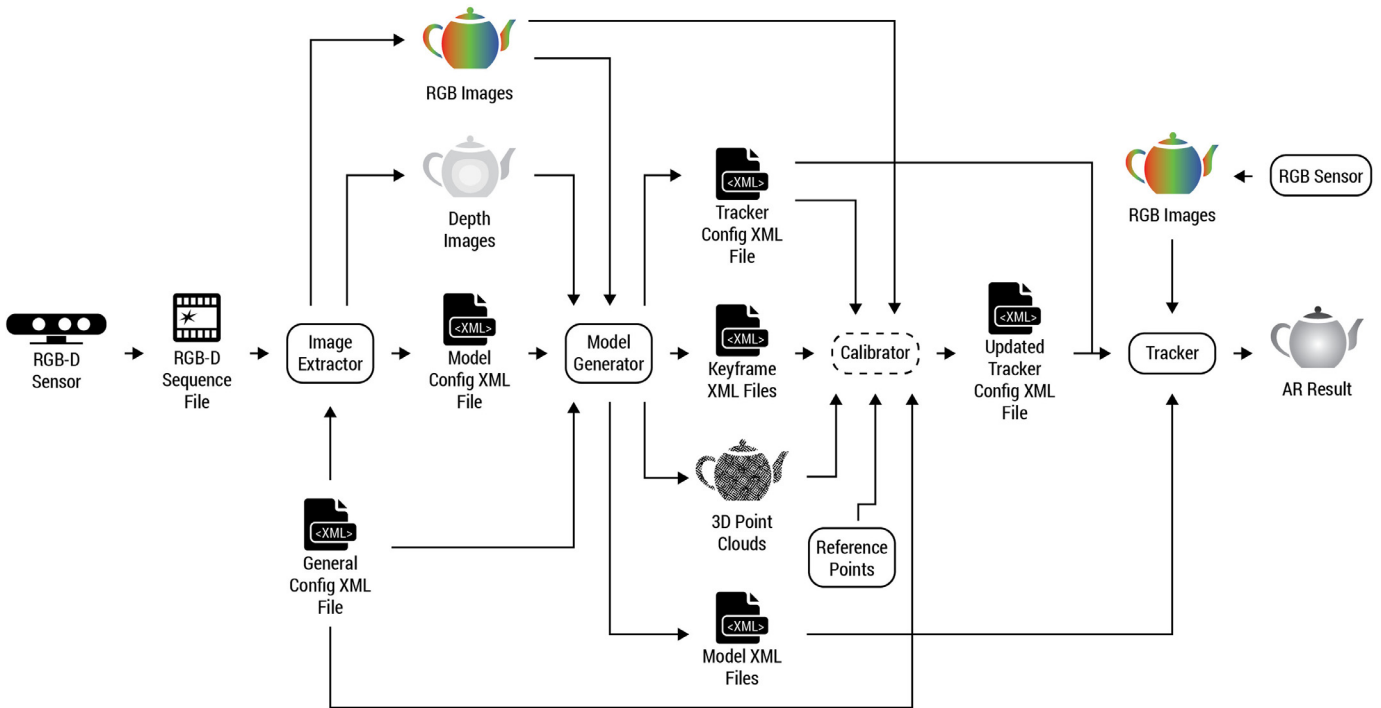 RGB Images
Depth
Images
<XML>
Tracker
Config XML
File
RGB Images
RGB Sensor
RGB-D
Sensor
RGB-D
Sequence
File
Image
Extractor
<XML>
Model
Config XML
File
Model
Generator
<XML>
Keyframe
XML Files
Calibrator
<XML>
Updated
Tracker
Config XML
File
Tracker
AR Result
<XML>
General
Config XML
File
3D Point
Clouds
Reference
Points
<XML>
Model XML
Files